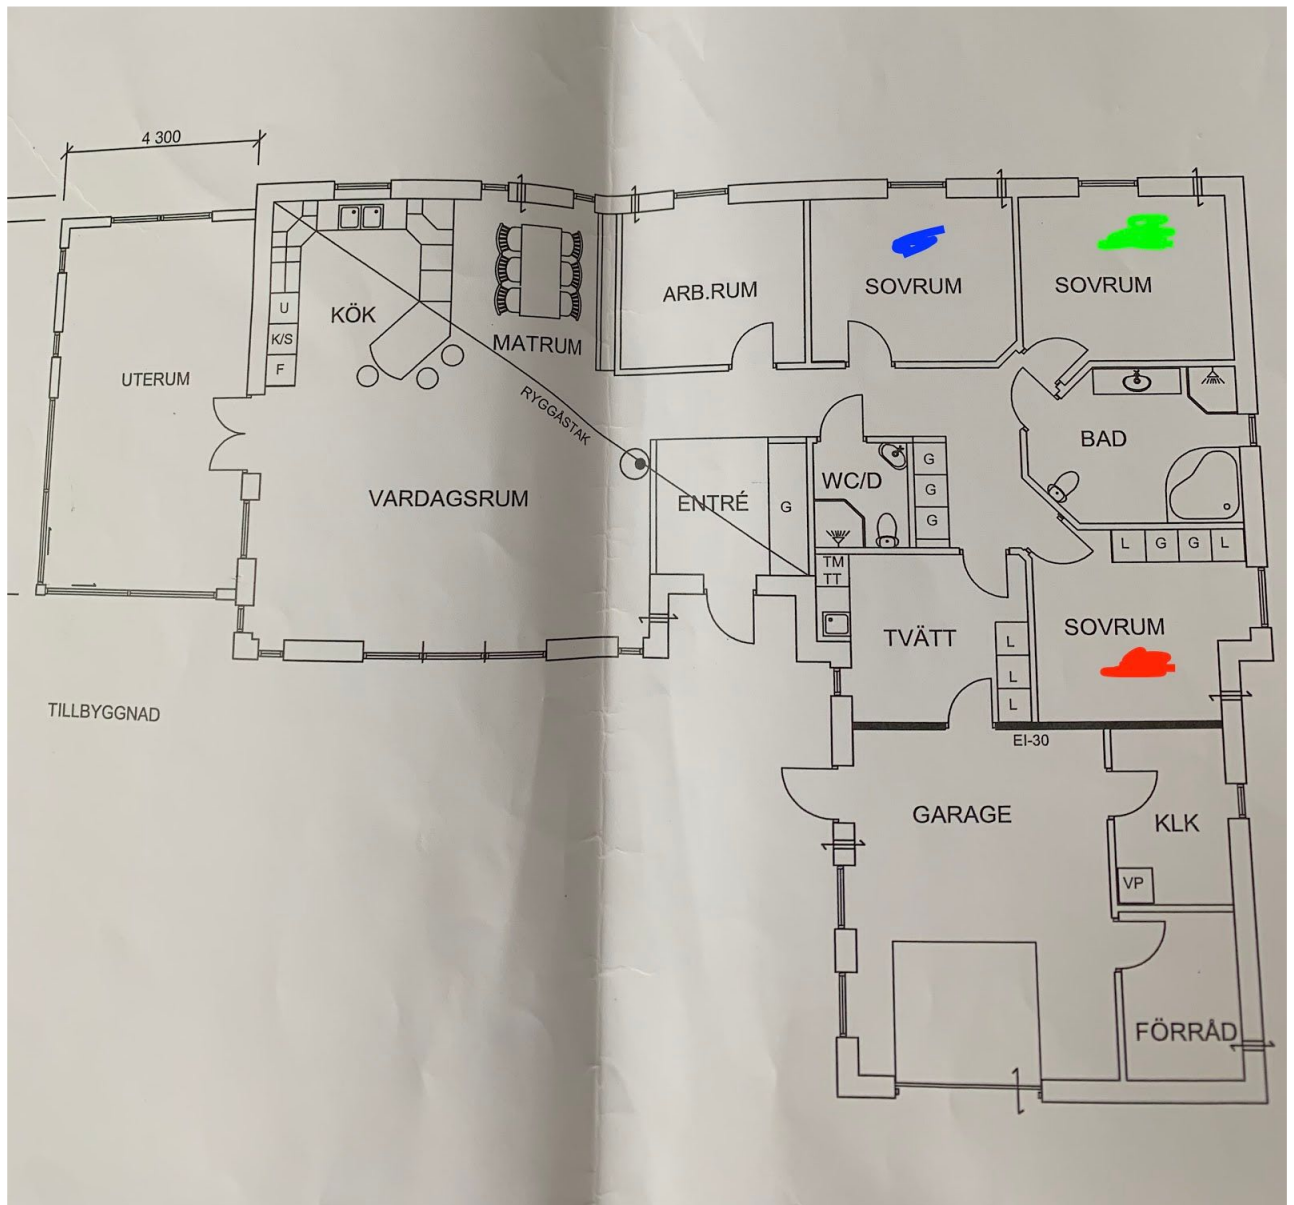 4 300
U
K/S
F
KÖK
MATRUM
ARB.RUM
SOVRUM
SOVRUM
UTERUM
RYGGÅSTAK
BAD
VARDAGSRUM
ENTRÉ
G
WC/D
G
G
G
L
G
G
L
TM
TT
TVÄTT
L
L
L
SOVRUM
TILLBYGGNAD
EI-30
GARAGE
KLK
VP
FÖRRÅD